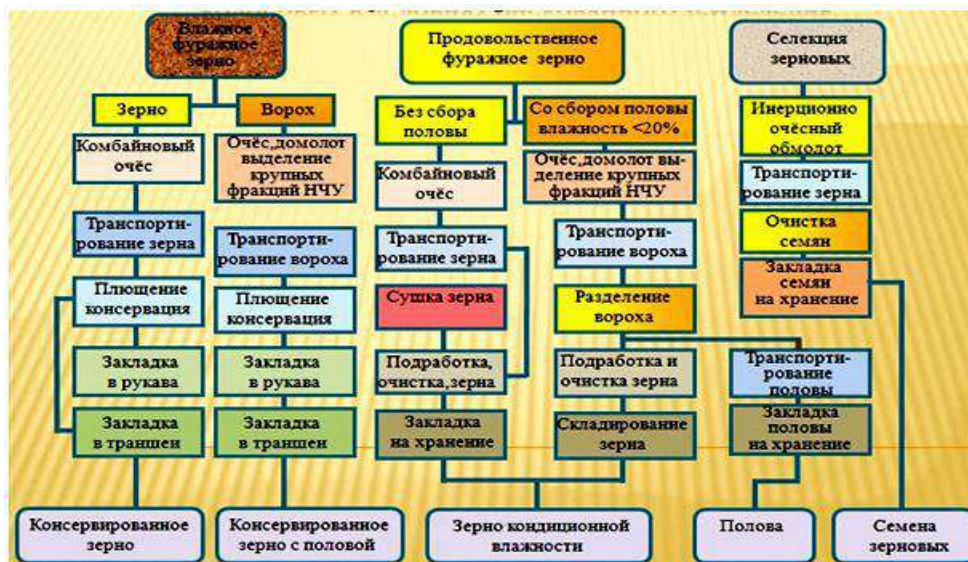 Влажное
фуражное
зерно
Продовольственное
фуражное зерно
Селекция
зерновых
Зерно
Ворох
Без сбора
половы
Со сбором половы
влажность <20%
Инерционно
очёсный
обмолот
Комбайновый
очёс
Очёс,домолот
выделение
крупных
фракций НЧУ
Комбайновый
очёс
Очёс,домолот вы-
деление крупных
фракций НЧУ
Транспорти-
рование зерна
Транспорти-
рование зерна
Транспорти-
рование вороха
Транспорти-
рование зерна
Транспорти-
рование вороха
Очистка
семян
Плющение
консервация
Плющение
консервация
Сушка зерна
Разделение
вороха
Закладка
семян
на хранение
Закладка
в рукава
Закладка
в рукава
Подработка,
очистка,зерна
Подработка и
очистка зерна
Транспорти-
рование
половы
Закладка
в траншеи
Закладка
в траншеи
Закладка
на хранение
Складирование
зерна
Закладка
половы
на хранение
Консервированное
зерно
Консервированное
зерно с половой
Зерно кондиционной
влажности
Полова
Семена
зерновых